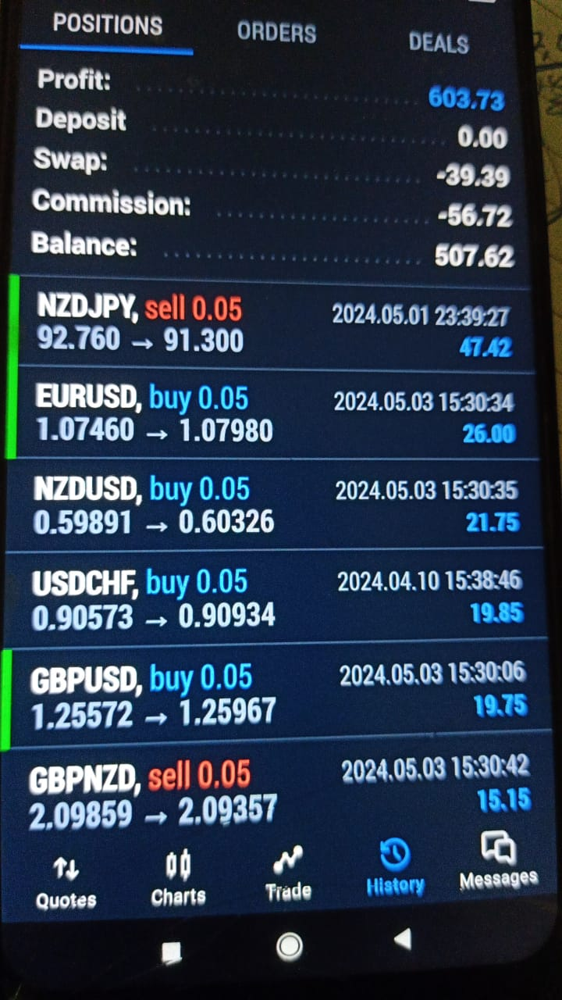 POSITIONS ORDERS DEALS
Profit: 603.73
Deposit 0.00
Swap: -39.39
Commission: -56.72
Balance: 507.62
NZDJPY, sell 0.05 2024.05.01 23:39:27
92.760 → 91.300 47.42
EURUSD, buy 0.05 2024.05.03 15:30:34
1.07460 → 1.07980 26.00
NZDUSD, buy 0.05 2024.05.03 15:30:35
0.59891 → 0.60326 21.75
USDCHF, buy 0.05 2024.04.10 15:38:46
0.90573 → 0.90934 19.85
GBPUSD, buy 0.05 2024.05.03 15:30:06
1.25572 → 1.25967 19.75
GBPNZD, sell 0.05 2024.05.03 15:30:42
2.09859 → 2.09357 15.15
Quotes Charts Trade History Messages